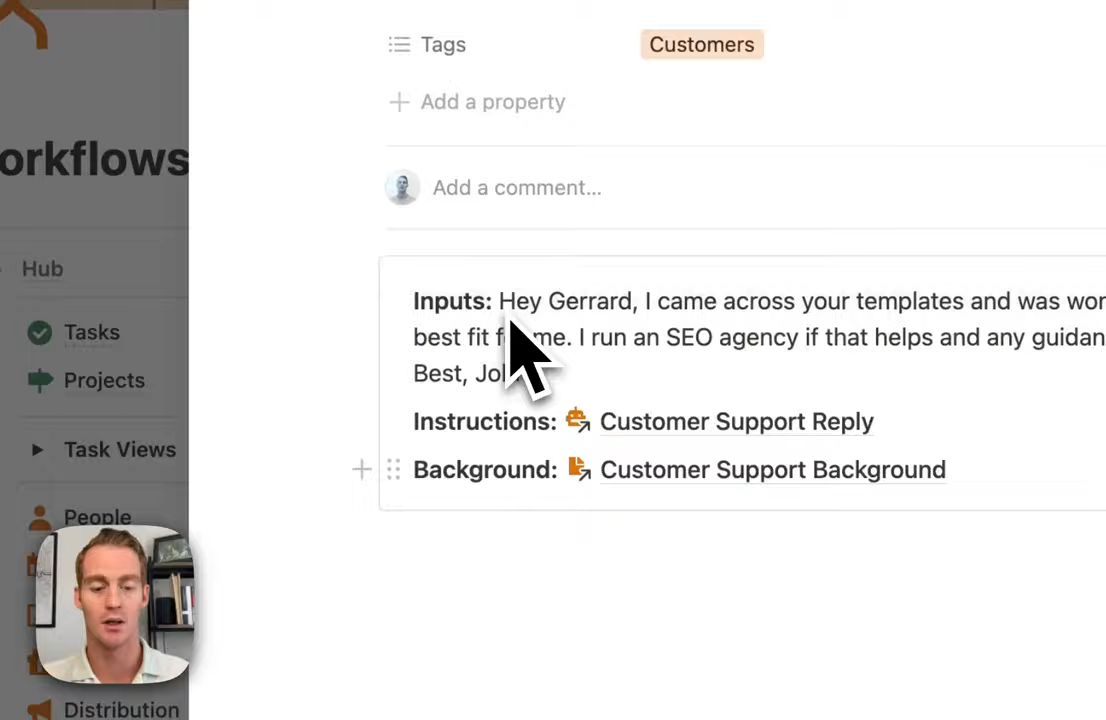 Tags
Customers
Add a property
orkflows
Add a comment...
Hub
Inputs: Hey Gerrard, I came across your templates and was wor
Tasks
best fit me. I run an SEO agency if that helps and any guidan
Best,
Projects
Instructions: Customer Support Reply
Task Views
Background: Customer Support Background
People
Distribution